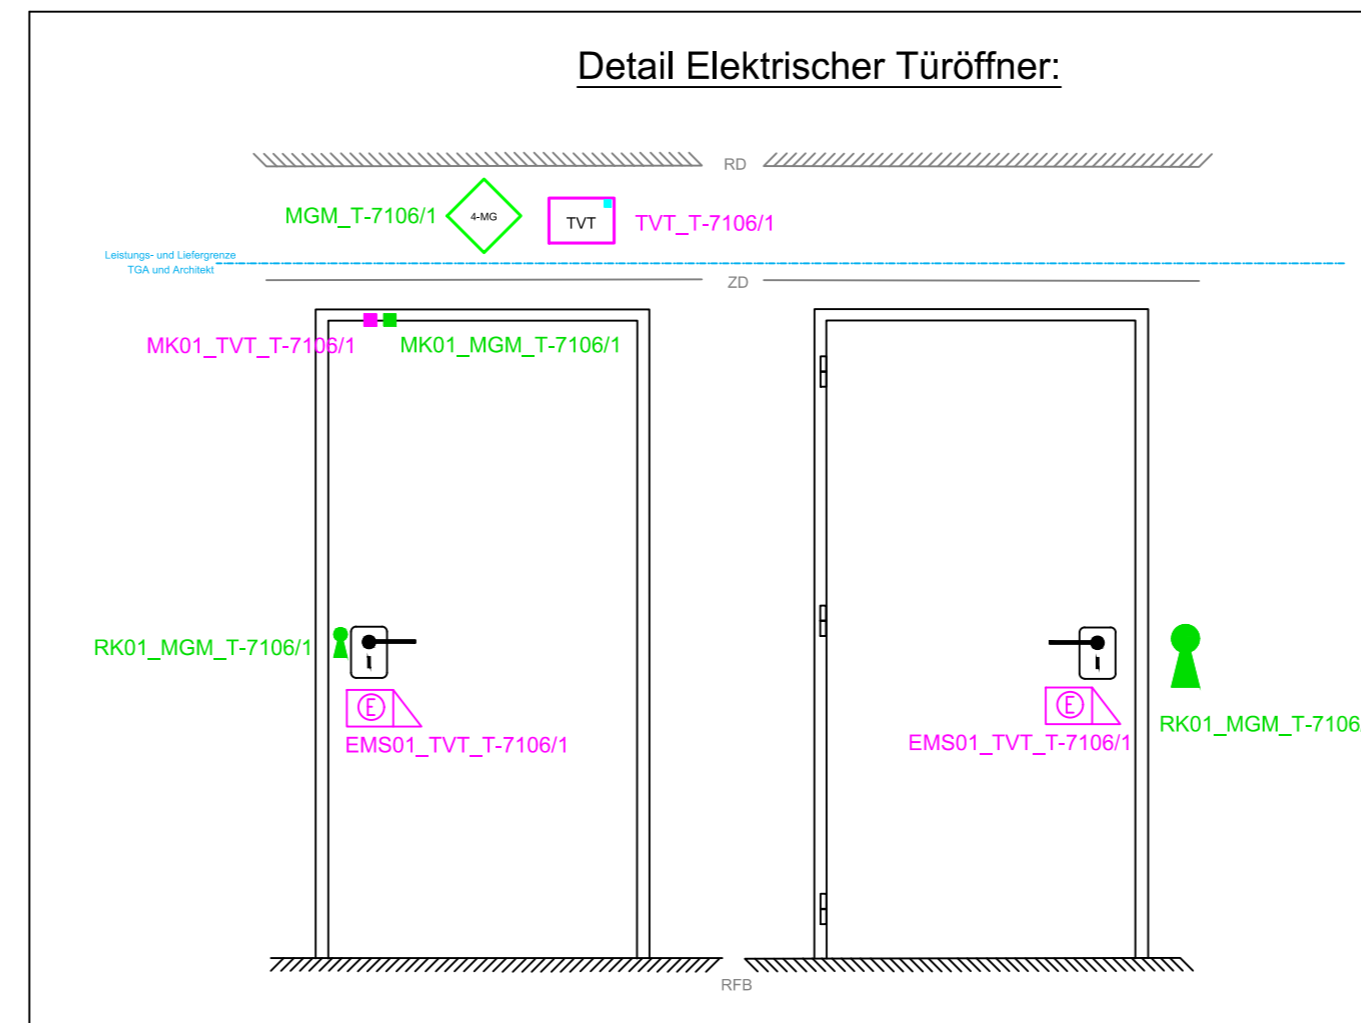 Detail Elektrischer Türöffner:
RD
MGM_T-7106/1
4-MG
TVT
TVT_T-7106/1
Leistungs- und Liefergrenze
TGA und Architekt
ZD
MK01_TVT_T-7106/1
MK01_MGM_T-7106/1
RK01_MGM_T-7106/1
E
EMS01_TVT_T-7106/1
E
EMS01_TVT_T-7106/1
RK01_MGM_T-7106
RFB